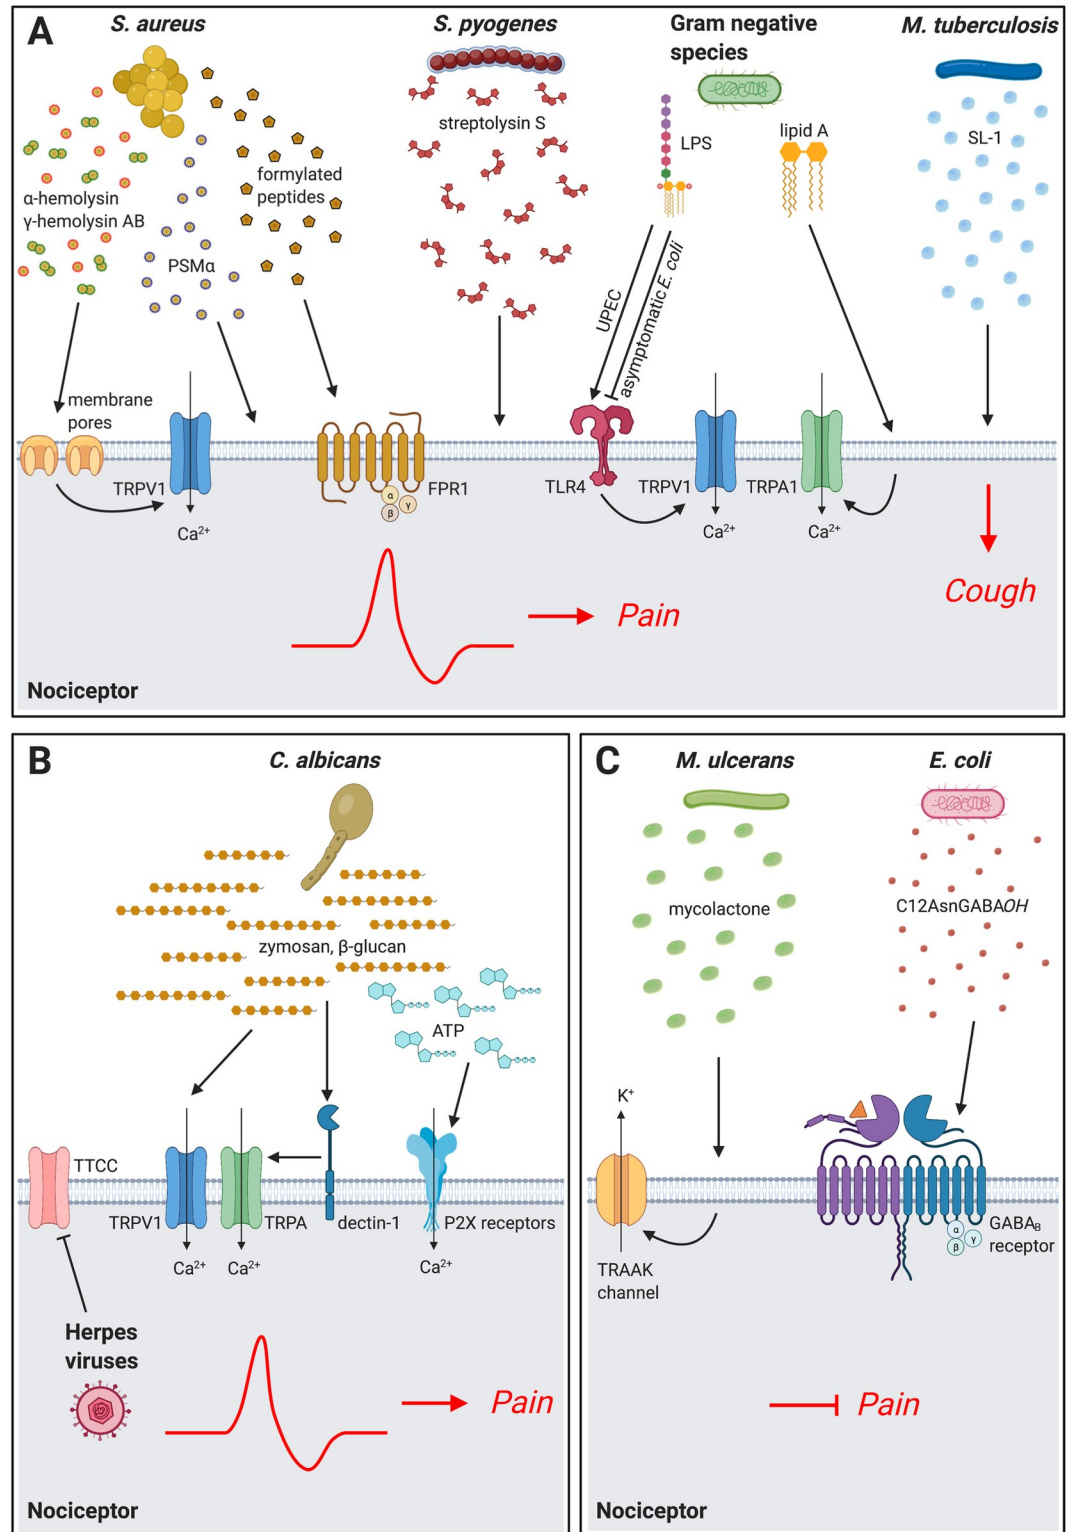 A
S. aureus
S. pyogenes
Gram negative
species
M. tuberculosis
streptolysin S
LPS
lipid A
SL-1
formylated
peptides
α-hemolysin
γ-hemolysin AB
PSMα
UPEC
asymptomatic E. coli
membrane
pores
TRPV1
FPR1
TLR4
TRPV1
TRPA1
α
β
γ
Ca²⁺
Ca²⁺
Ca²⁺
Cough
Pain
Nociceptor
B
C. albicans
zymosan, β-glucan
ATP
TTCC
TRPV1
TRPA
dectin-1
P2X receptors
Ca²⁺
Ca²⁺
Ca²⁺
Herpes
viruses
Pain
Nociceptor
C
M. ulcerans
E. coli
mycolactone
C12AsnGABAOH
K⁺
TRAAK
channel
α
β
γ
GABA_B
receptor
Pain
Nociceptor